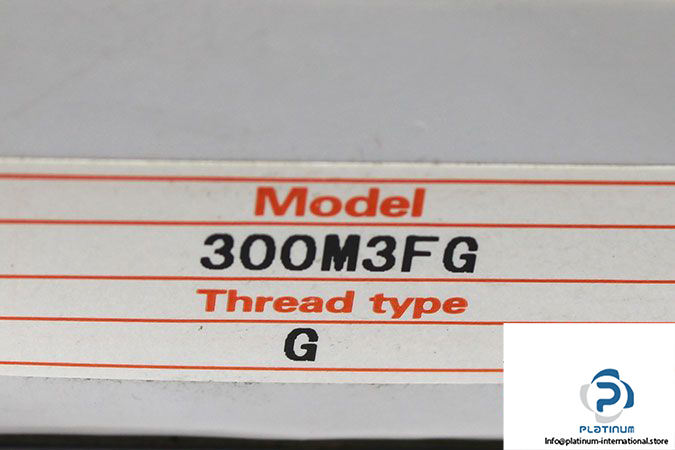 Model
300M3FG
Thread type
G
PLATINUM
Info@platinum-international.store